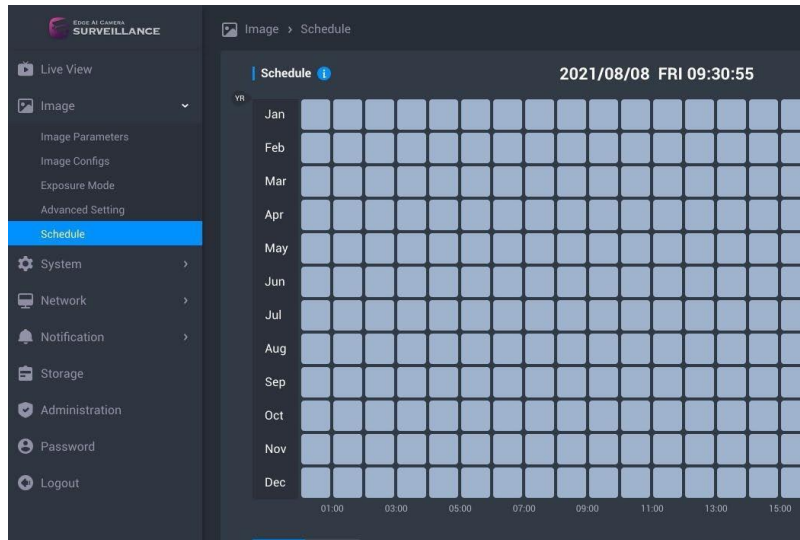 EDGE AI CAMERA
SURVEILLANCE
Image > Schedule
Live View
Image
Image Parameters
Image Configs
Exposure Mode
Advanced Setting
Schedule
System
Network
Notification
Storage
Administration
Password
Logout
Schedule i
2021/08/08 FRI 09:30:55
YR
Jan
Feb
Mar
Apr
May
Jun
Jul
Aug
Sep
Oct
Nov
Dec
01:00 03:00 05:00 07:00 09:00 11:00 13:00 15:00